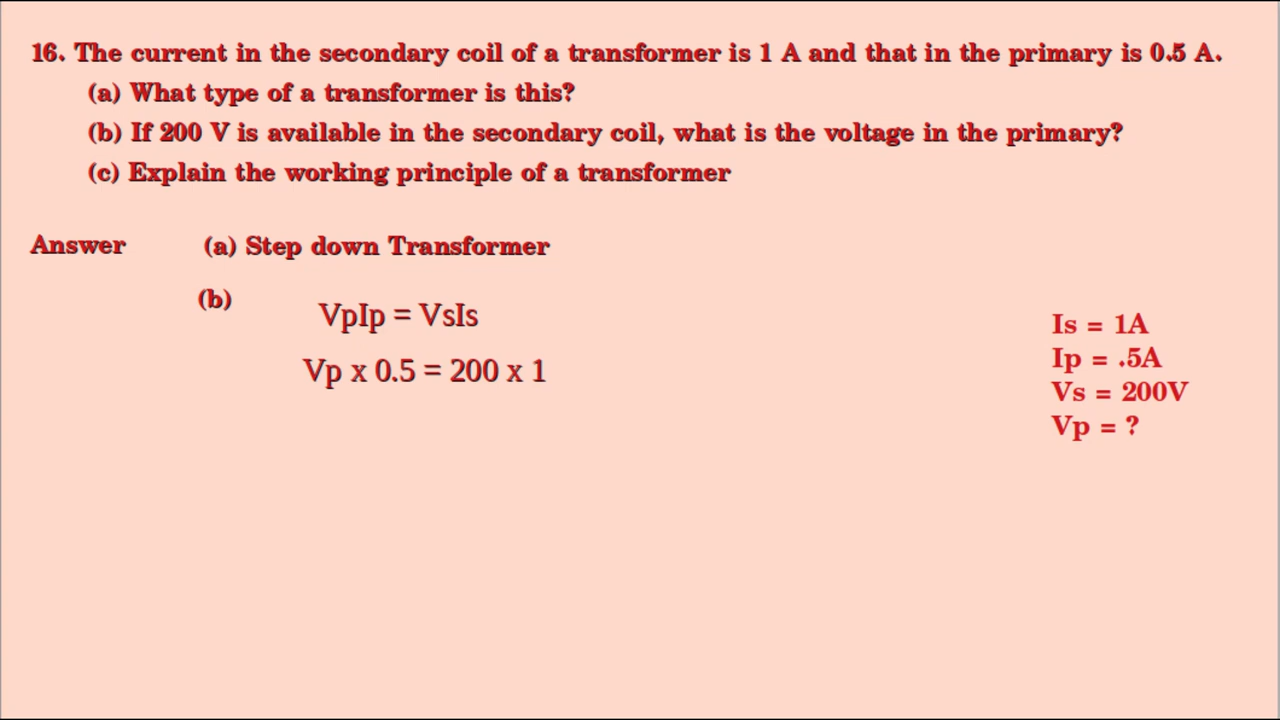 16. The current in the secondary coil of a transformer is 1 A and that in the primary is 0.5 A.
(a) What type of a transformer is this?
(b) If 200 V is available in the secondary coil, what is the voltage in the primary?
(c) Explain the working principle of a transformer
Answer (a) Step down Transformer
(b)
VpIp = VsIs
Vp x 0.5 = 200 x 1
Is = 1A
Ip = .5A
Vs = 200V
Vp = ?